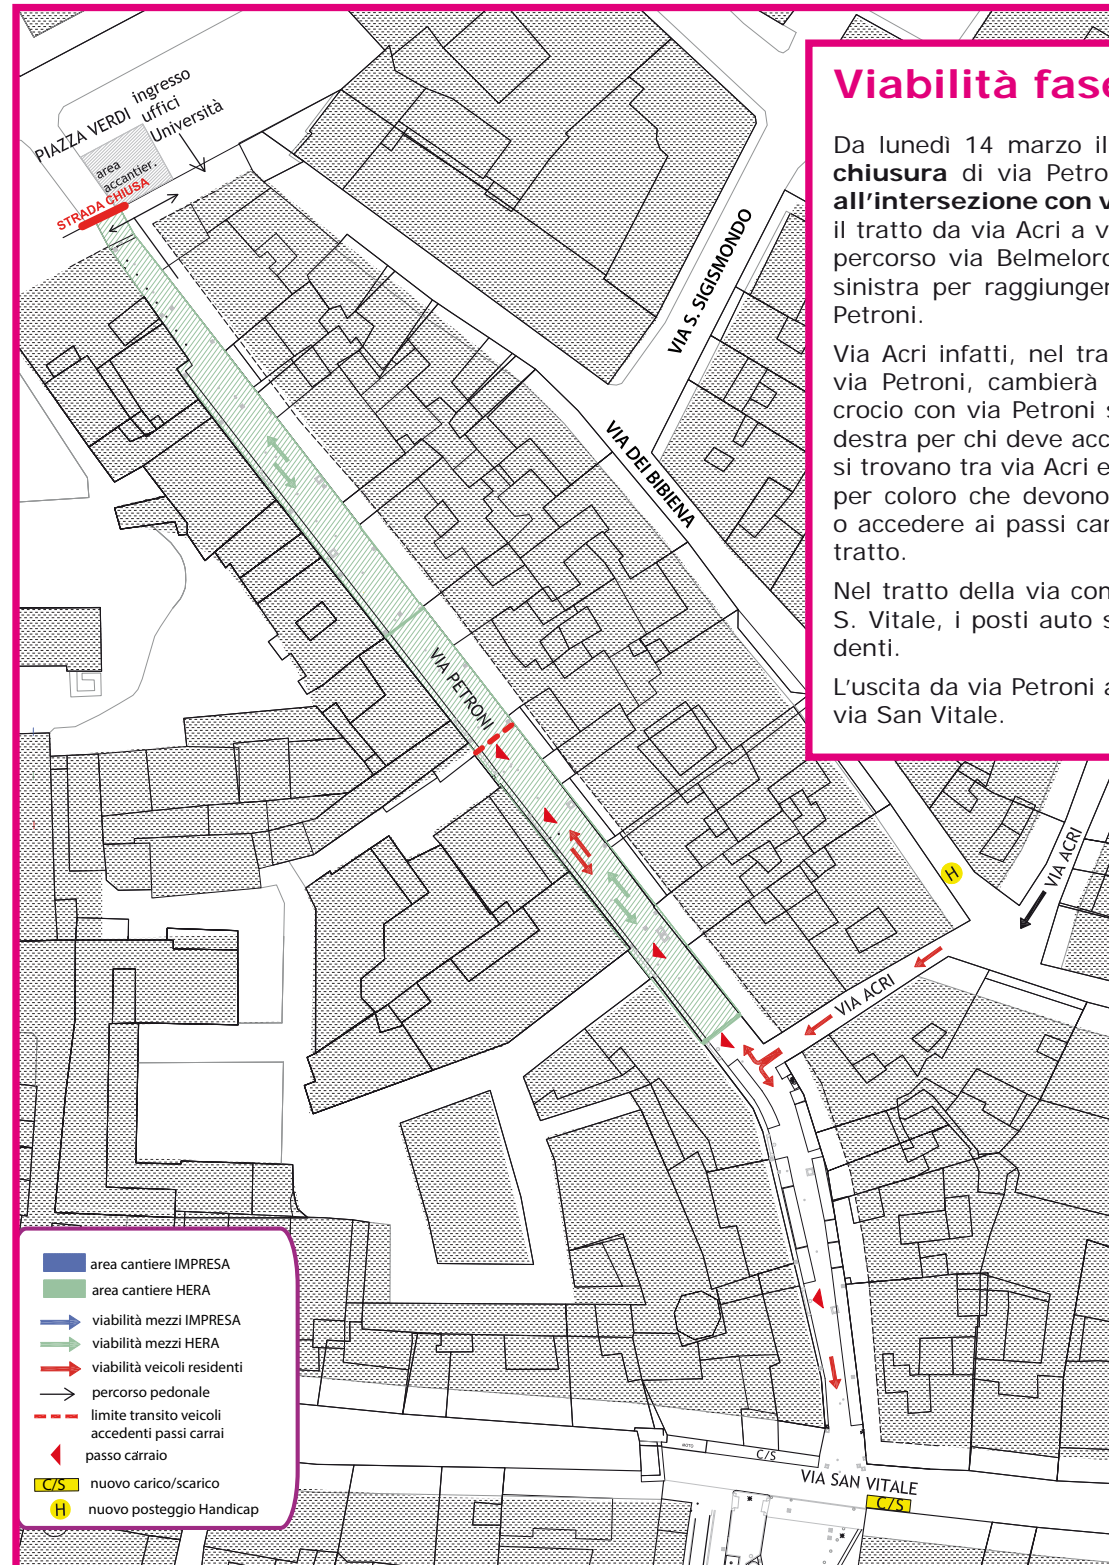 Viabilità fase
Da lunedì 14 marzo il
chiusura di via Petro
all'intersezione con v
il tratto da via Acri a v
percorso via Belmeloro
sinistra per raggiunger
Petroni.
Via Acri infatti, nel tra
via Petroni, cambierà
crocio con via Petroni s
destra per chi deve acc
si trovano tra via Acri e
per coloro che devono
o accedere ai passi car
tratto.
Nel tratto della via con
S. Vitale, i posti auto s
denti.
L'uscita da via Petroni a
via San Vitale.
PIAZZA VERDI
ingresso
uffici
Università
area
accantier.
STRADA CHIUSA
VIA S. SIGISMONDO
VIA DEI BIBIENA
VIA PETRONI
H
VIA ACRI
VIA ACRI
MOTO
C/S
VIA SAN VITALE
C/S
area cantiere IMPRESA
area cantiere HERA
viabilità mezzi IMPRESA
viabilità mezzi HERA
viabilità veicoli residenti
percorso pedonale
limite transito veicoli
accedenti passi carrai
passo carraio
C/S nuovo carico/scarico
H nuovo posteggio Handicap